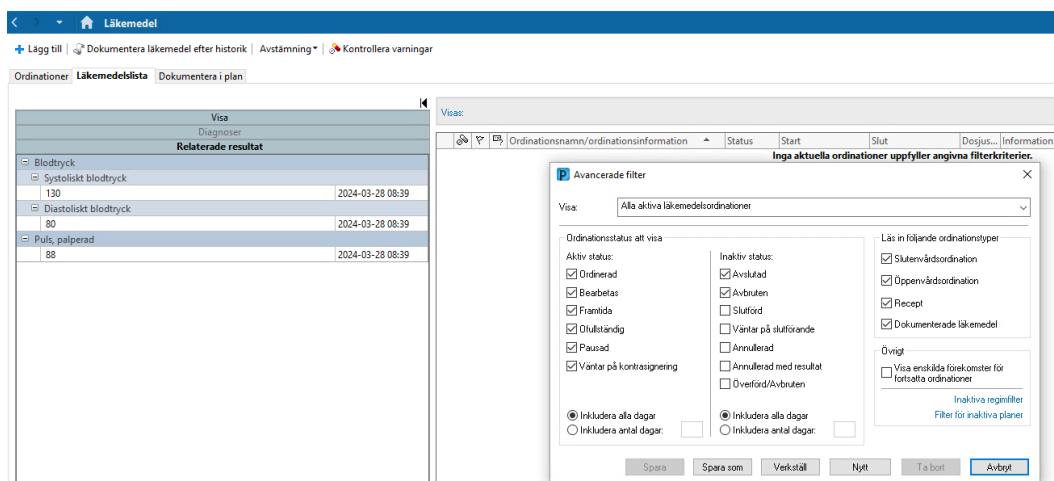 Läkemedel
Lägg till | Dokumentera läkemedel efter historik | Avstämning | Kontrollera varningar
Ordinationer Läkemedelslista Dokumentera i plan
Visa
Diagnoser
Relaterade resultat
Blodtryck
Systoliskt blodtryck
130 2024-03-28 08:39
Diastoliskt blodtryck
80 2024-03-28 08:39
Puls, palperad
88 2024-03-28 08:39
Visas:
Ordinationsnamn/ordinationsinformation Status Start Slut Dosjus... Information
Inga aktuella ordinationer uppfyller angivna filterkriterier.
P Avancerade filter
Visa: Alla aktiva läkemedelsordinationer
Ordinationsstatus att visa
Aktiv status:
Ordinerad
Bearbetas
Framtida
Ofullständig
Pausad
Väntar på kontrasignering
Inkludera alla dagar
Inkludera antal dagar:
Inaktiv status:
Avslutad
Avbruten
Slutförd
Väntar på slutförande
Annullerad
Annullerad med resultat
Överförd/Avbruten
Inkludera alla dagar
Inkludera antal dagar:
Läs in följande ordinationstyper
Slutenvårdsordination
Öppenvårdsordination
Recept
Dokumenterade läkemedel
Övrigt
Visa enskilda förekomster för
fortsatta ordinationer
Inaktiva regimfilter
Filter för inaktiva planer
Spara Spara som Verkställ Nytt Ta bort Avbryt